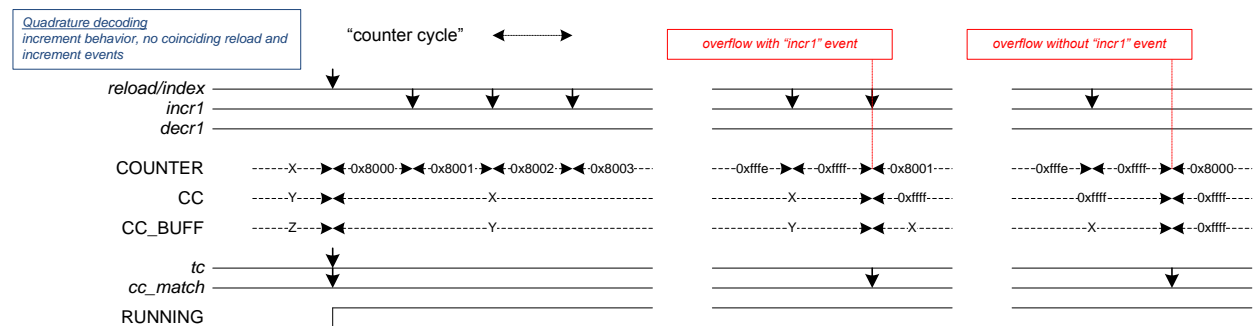 Quadrature decoding
increment behavior, no coinciding reload and
increment events
“counter cycle”
overflow with “incr1” event
overflow without “incr1” event
reload/index
incr1
decr1
COUNTER X 0x8000 0x8001 0x8002 0x8003 0xfffe 0xffff 0x8001 0xfffe 0xffff 0x8000
CC Y X X 0xffff 0xffff 0xffff
CC_BUFF Z Y Y X X 0xffff
tc
cc_match
RUNNING